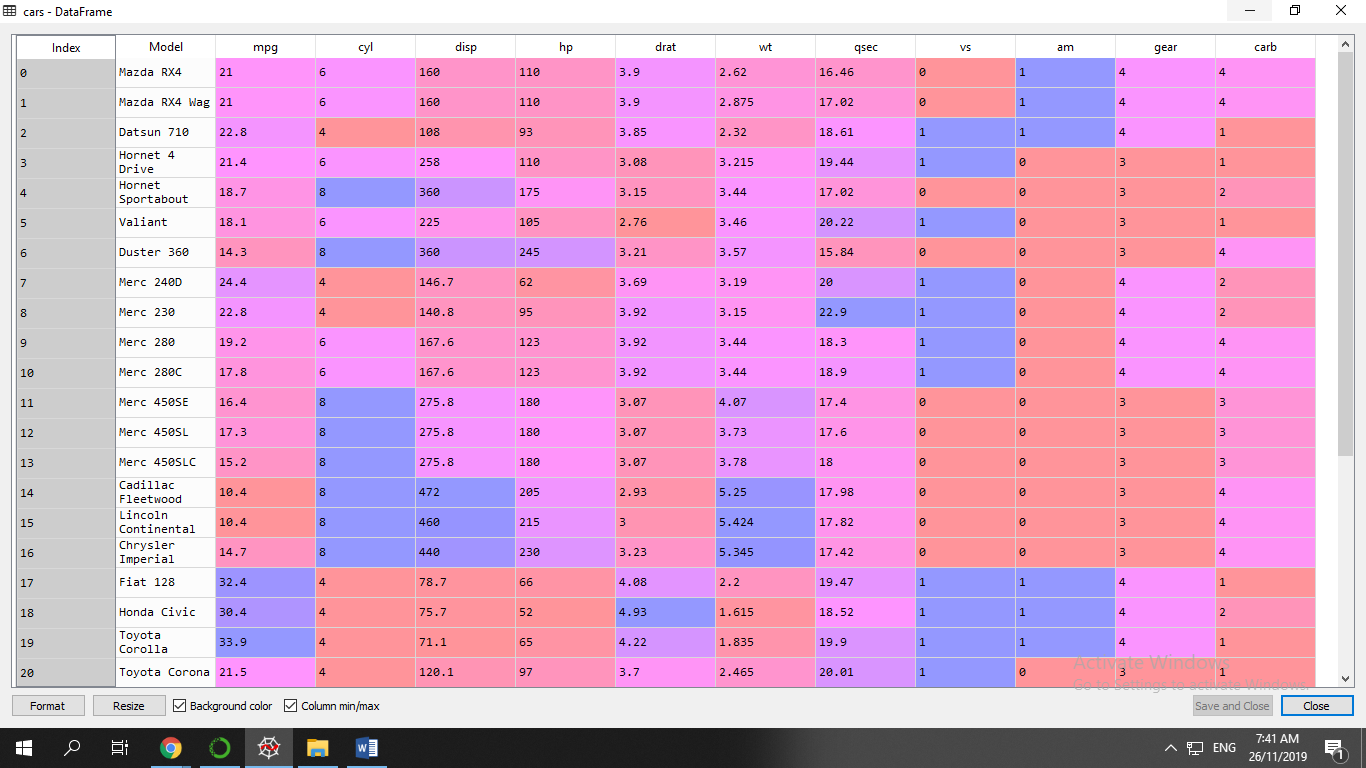 cars - DataFrame
Index Model mpg cyl disp hp drat wt qsec vs am gear carb
0 Mazda RX4 21 6 160 110 3.9 2.62 16.46 0 1 4 4
1 Mazda RX4 Wag 21 6 160 110 3.9 2.875 17.02 0 1 4 4
2 Datsun 710 22.8 4 108 93 3.85 2.32 18.61 1 1 4 1
3 Hornet 4 Drive 21.4 6 258 110 3.08 3.215 19.44 1 0 3 1
4 Hornet Sportabout 18.7 8 360 175 3.15 3.44 17.02 0 0 3 2
5 Valiant 18.1 6 225 105 2.76 3.46 20.22 1 0 3 1
6 Duster 360 14.3 8 360 245 3.21 3.57 15.84 0 0 3 4
7 Merc 240D 24.4 4 146.7 62 3.69 3.19 20 1 0 4 2
8 Merc 230 22.8 4 140.8 95 3.92 3.15 22.9 1 0 4 2
9 Merc 280 19.2 6 167.6 123 3.92 3.44 18.3 1 0 4 4
10 Merc 280C 17.8 6 167.6 123 3.92 3.44 18.9 1 0 4 4
11 Merc 450SE 16.4 8 275.8 180 3.07 4.07 17.4 0 0 3 3
12 Merc 450SL 17.3 8 275.8 180 3.07 3.73 17.6 0 0 3 3
13 Merc 450SLC 15.2 8 275.8 180 3.07 3.78 18 0 0 3 3
14 Cadillac Fleetwood 10.4 8 472 205 2.93 5.25 17.98 0 0 3 4
15 Lincoln Continental 10.4 8 460 215 3 5.424 17.82 0 0 3 4
16 Chrysler Imperial 14.7 8 440 230 3.23 5.345 17.42 0 0 3 4
17 Fiat 128 32.4 4 78.7 66 4.08 2.2 19.47 1 1 4 1
18 Honda Civic 30.4 4 75.7 52 4.93 1.615 18.52 1 1 4 2
19 Toyota Corolla 33.9 4 71.1 65 4.22 1.835 19.9 1 1 4 1
20 Toyota Corona 21.5 4 120.1 97 3.7 2.465 20.01 1 0 3 1
Activate Windows
Go to Settings to activate Windows.
Format Resize Background color Column min/max Save and Close Close
ENG 7:41 AM
26/11/2019 1